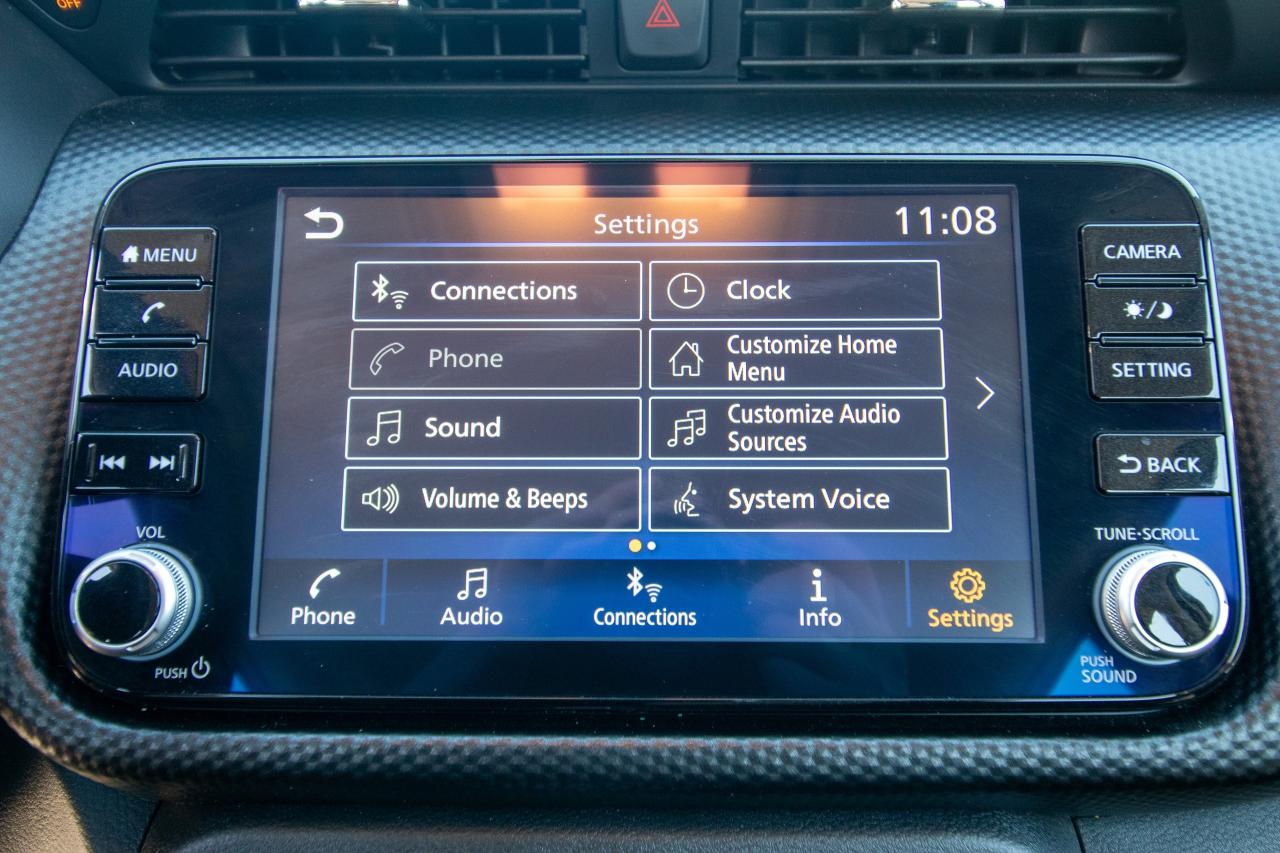 OFF
Settings
11:08
MENU
AUDIO
VOL
PUSH
Connections
Clock
Phone
Customize Home
Menu
Sound
Customize Audio
Sources
Volume & Beeps
System Voice
Phone
Audio
Connections
i
Info
Settings
CAMERA
SETTING
BACK
TUNE·SCROLL
PUSH
SOUND